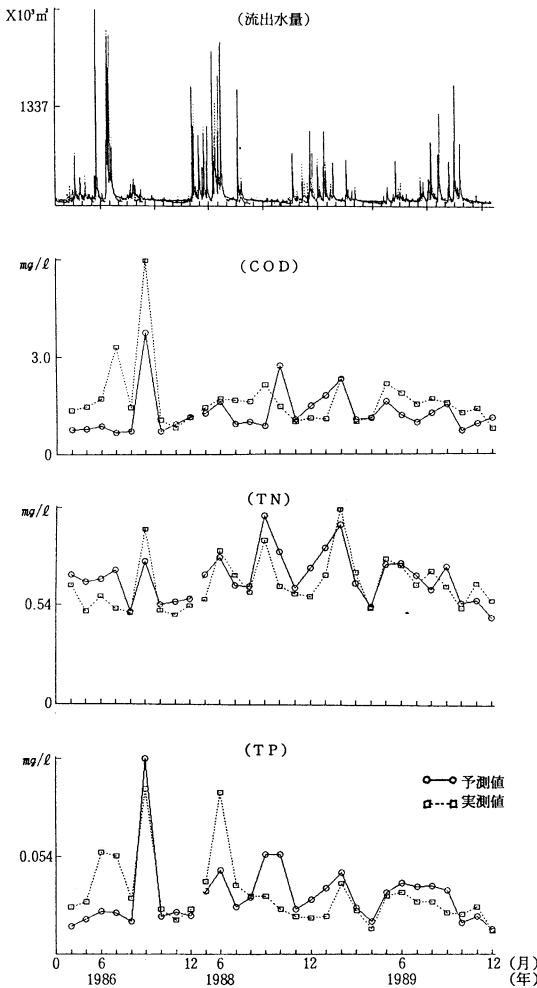 X10³㎥
(流出水量)
1337
mg/ℓ
(COD)
3.0
0
mg/ℓ
(TN)
0.54
0
mg/ℓ
(TP)
予測値
実測値
0.054
0 6 12 6 12 6 12 (月)
1986 1988 1989 (年)